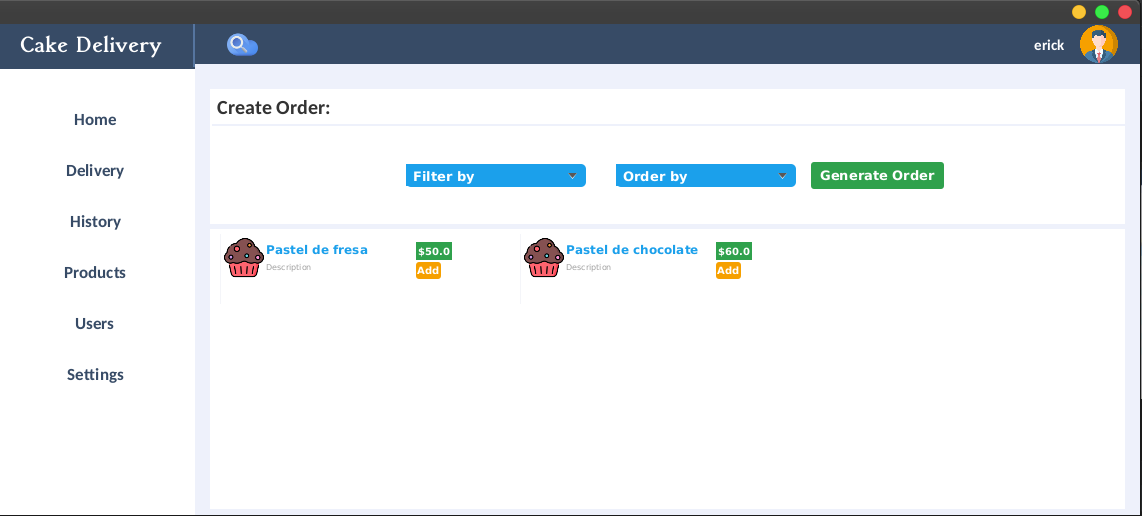 Cake Delivery
erick
Home
Delivery
History
Products
Users
Settings
Create Order:
Filter by
Order by
Generate Order
Pastel de fresa
Description
$50.0
Add
Pastel de chocolate
Description
$60.0
Add